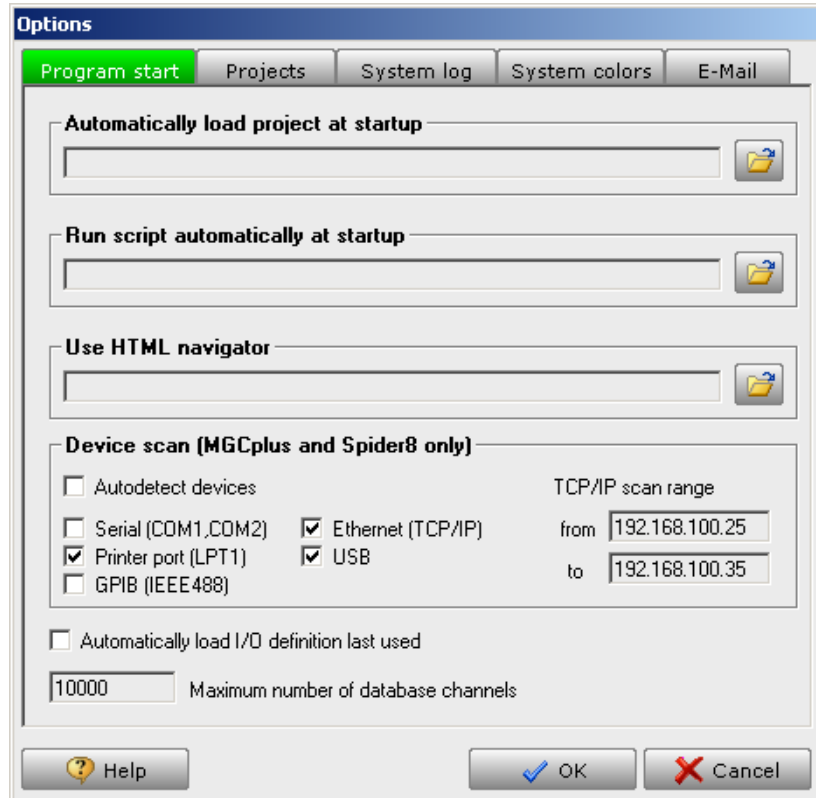 Options
Program start Projects System log System colors E-Mail
Automatically load project at startup
Run script automatically at startup
Use HTML navigator
Device scan (MGCplus and Spider8 only)
Autodetect devices TCP/IP scan range
Serial (COM1,COM2) Ethernet (TCP/IP) from 192.168.100.25
Printer port (LPT1) USB
to 192.168.100.35
GPIB (IEEE488)
Automatically load I/O definition last used
10000 Maximum number of database channels
Help OK Cancel